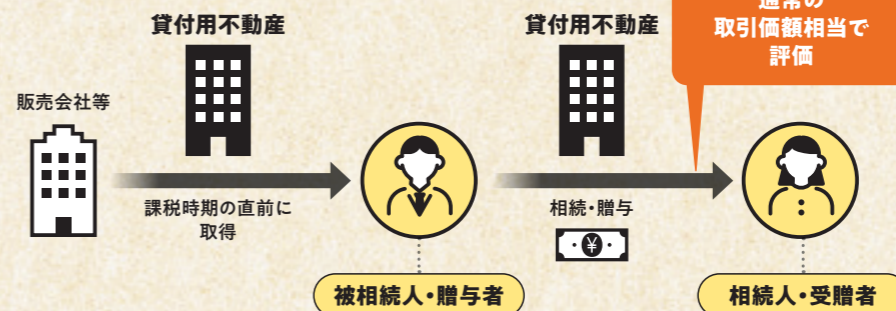 貸付用不動産
貸付用不動産
通常の
取引価額相当で
評価
販売会社等
課税時期の直前に
取得
相続・贈与
¥
被相続人・贈与者
相続人・受贈者